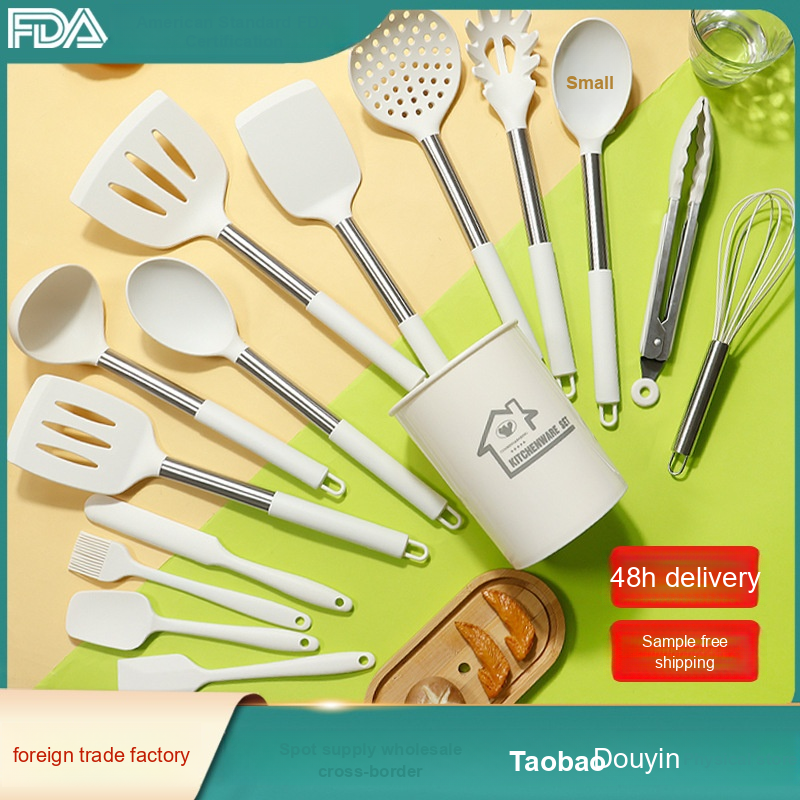 FDA
Small
KITCHENWARE SET
48h delivery
Sample free
shipping
foreign trade factory
Spot supply wholesale
cross-border
Taobao
Douyin